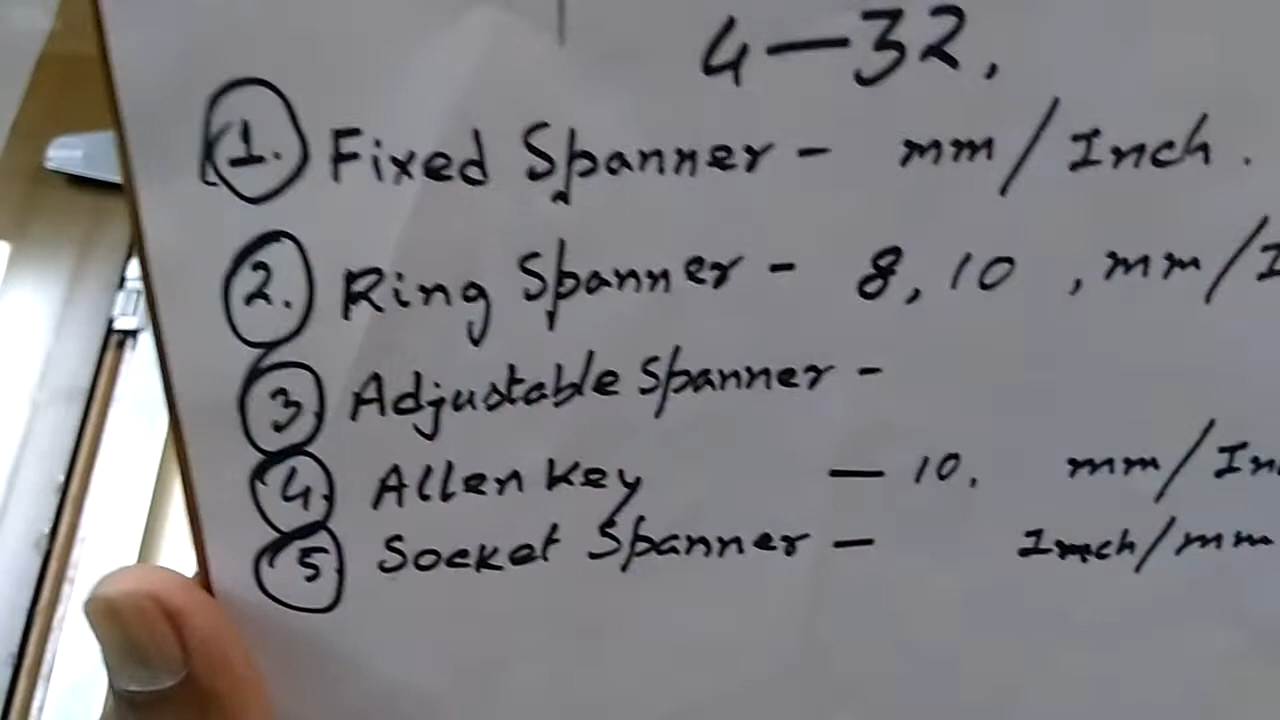 4—32,
1. Fixed Spanner - mm/Inch.
2. Ring Spanner - 8, 10 , mm/I
3. Adjustable Spanner -
4. Allen Key — 10. mm/In
5 Socket Spanner — Inch/mm